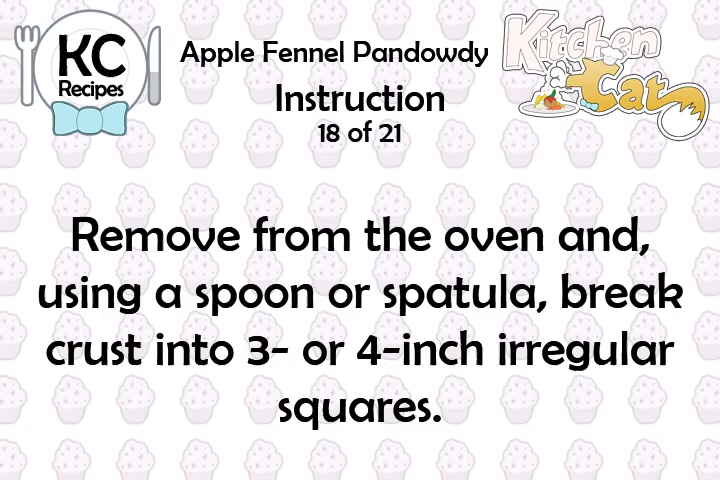 KC
Recipes
Apple Fennel Pandowdy
Instruction
18 of 21
Kitchen
Cat
Remove from the oven and,
using a spoon or spatula, break
crust into 3- or 4-inch irregular
squares.